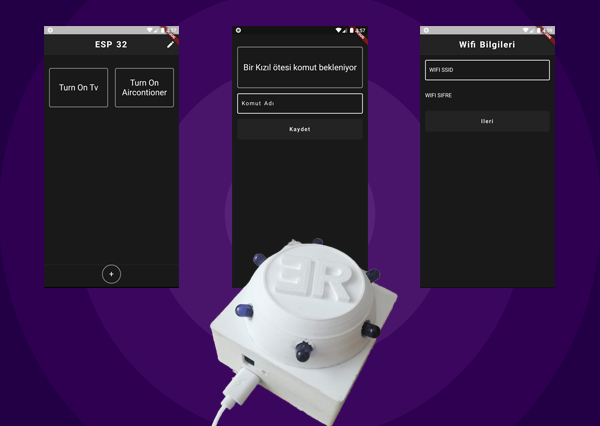 ESP 32
Turn On Tv
Turn On
Aircontioner
+
Bir Kızıl ötesi komut bekleniyor
Komut Adı
Kaydet
Wifi Bilgileri
WIFI SSID
WIFI SIFRE
Ileri